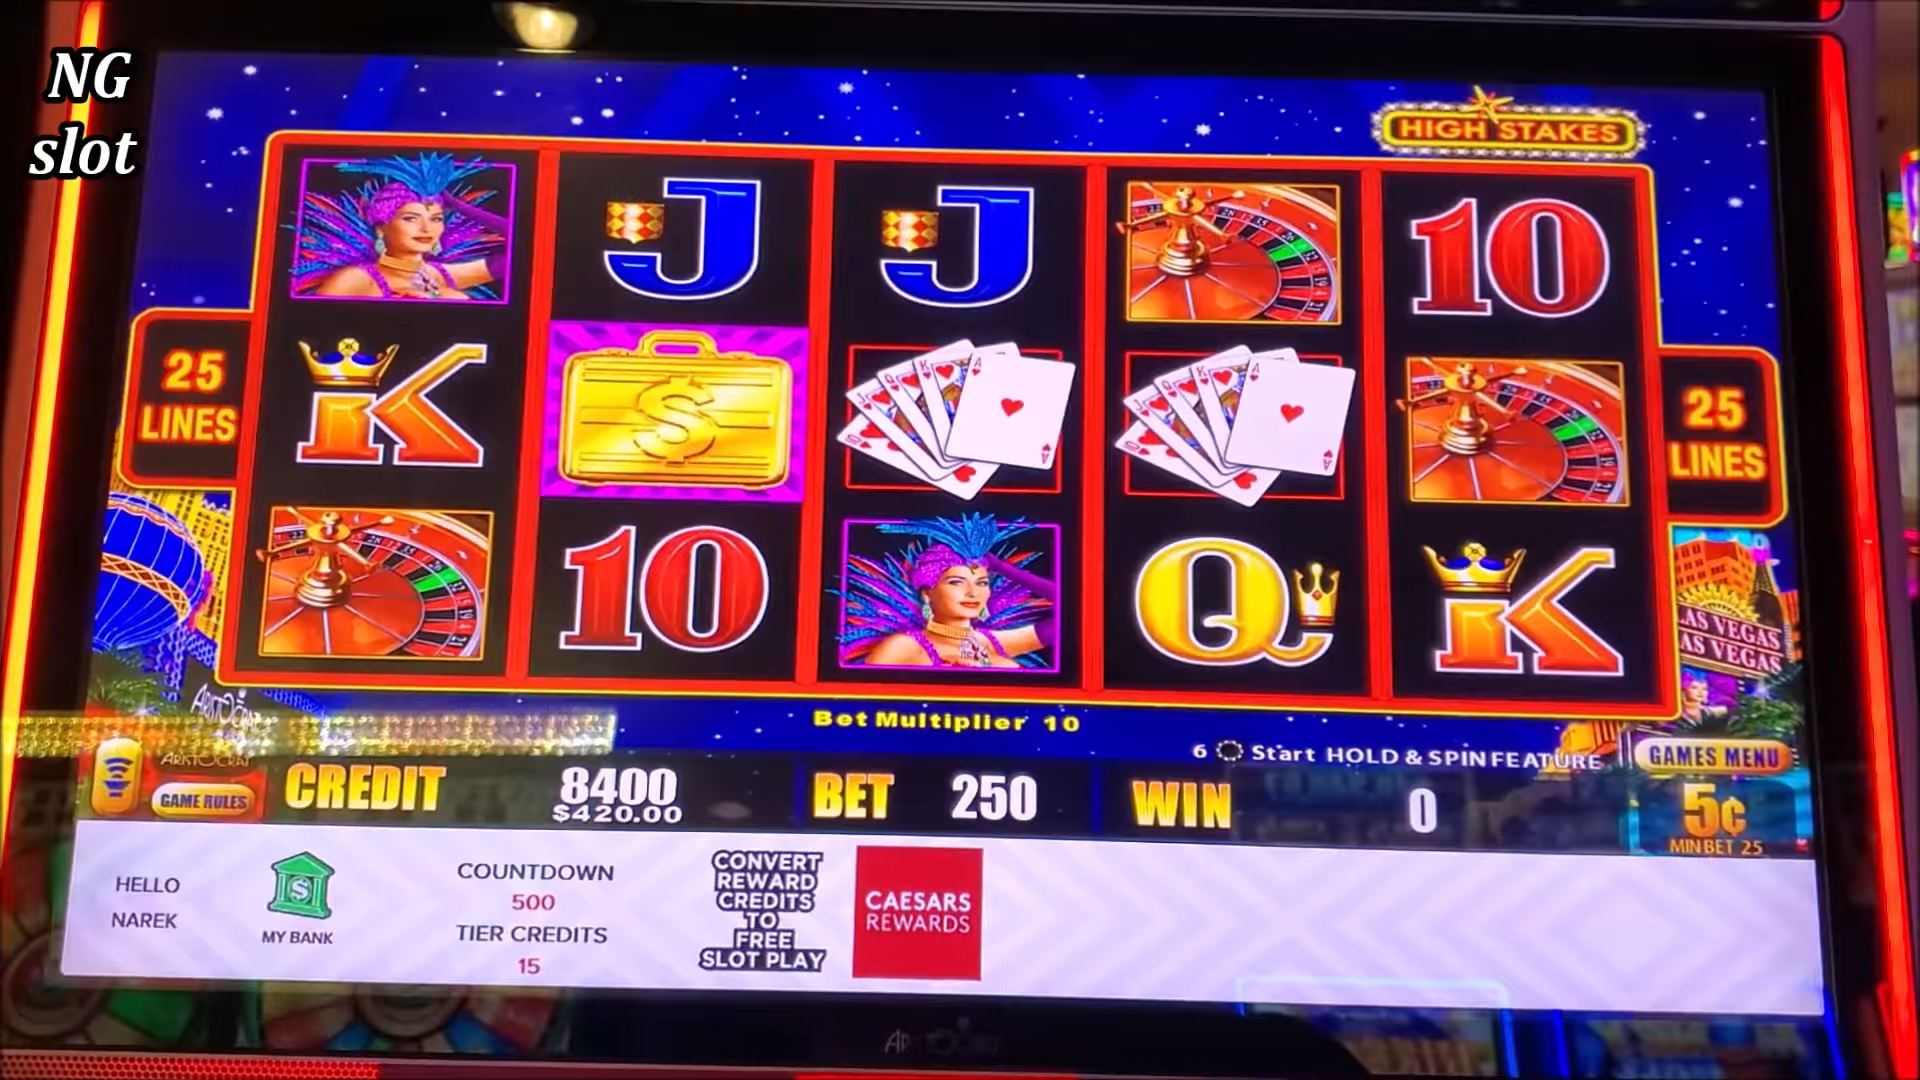 NG
slot
HIGH STAKES
J
J
10
25
LINES
K
$
25
LINES
10
Q
K
LAS VEGAS
LAS VEGAS
ARISTOCRAT
Bet Multiplier 10
6 Start HOLD & SPIN FEATURE
GAMES MENU
ARISTOCRAT
GAME RULES
CREDIT
8400
$420.00
BET
250
WIN
0
5¢
MIN BET 25
HELLO
NAREK
$
MY BANK
COUNTDOWN
500
TIER CREDITS
15
CONVERT
REWARD
CREDITS
TO
FREE
SLOT PLAY
CAESARS
REWARDS